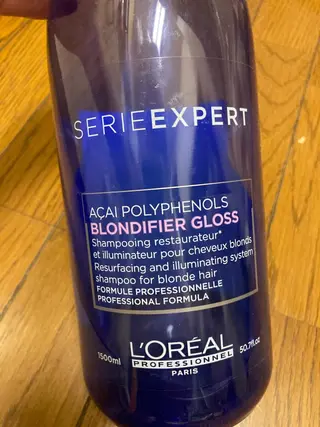 SERIEEXPERT
AÇAI POLYPHENOLS
BLONDIFIER GLOSS
Shampooing restaurateur*
et illuminateur pour cheveux blonds
Resurfacing and illuminating system
shampoo for blonde hair
FORMULE PROFESSIONNELLE
PROFESSIONAL FORMULA
1500ml
L'ORÉAL
50.7fl.oz
PROFESSIONNEL
PARIS